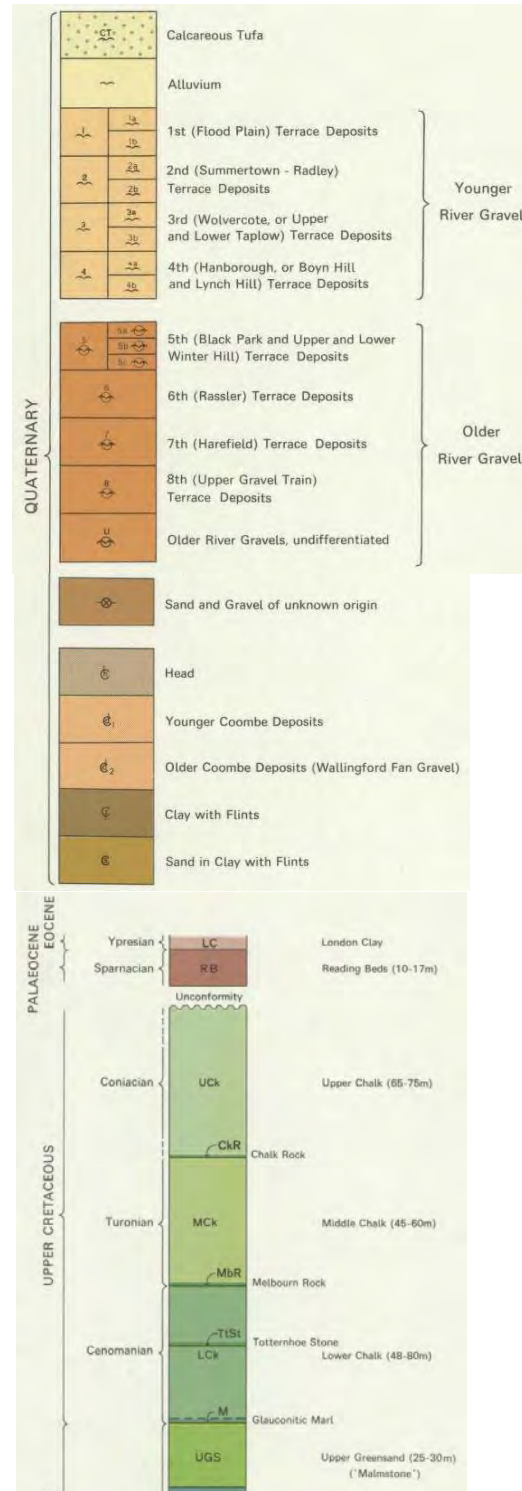 CT
Calcareous Tufa
Alluvium
1
1a
1b
1st (Flood Plain) Terrace Deposits
2
2a
2b
2nd (Summertown - Radley)
Terrace Deposits
3
3a
3b
3rd (Wolvercote, or Upper
and Lower Taplow) Terrace Deposits
4
4a
4b
4th (Hanborough, or Boyn Hill
and Lynch Hill) Terrace Deposits
Younger
River Gravel
5
5a
5b
5c
5th (Black Park and Upper and Lower
Winter Hill) Terrace Deposits
6
6th (Rassler) Terrace Deposits
7
7th (Harefield) Terrace Deposits
8
8th (Upper Gravel Train)
Terrace Deposits
U
Older River Gravels, undifferentiated
Older
River Gravel
QUATERNARY
Sand and Gravel of unknown origin
Head
1
Younger Coombe Deposits
2
Older Coombe Deposits (Wallingford Fan Gravel)
Clay with Flints
Sand in Clay with Flints
PALAEOCENE
EOCENE
Ypresian
LC
London Clay
Sparnacian
RB
Reading Beds (10-17m)
Unconformity
UPPER CRETACEOUS
Coniacian
UCk
Upper Chalk (65-75m)
CkR
Chalk Rock
Turonian
MCk
Middle Chalk (45-60m)
MbR
Melbourn Rock
Cenomanian
TtSt
Totternhoe Stone
LCk
Lower Chalk (48-80m)
M
Glauconitic Marl
UGS
Upper Greensand (25-30m)
('Malmstone')